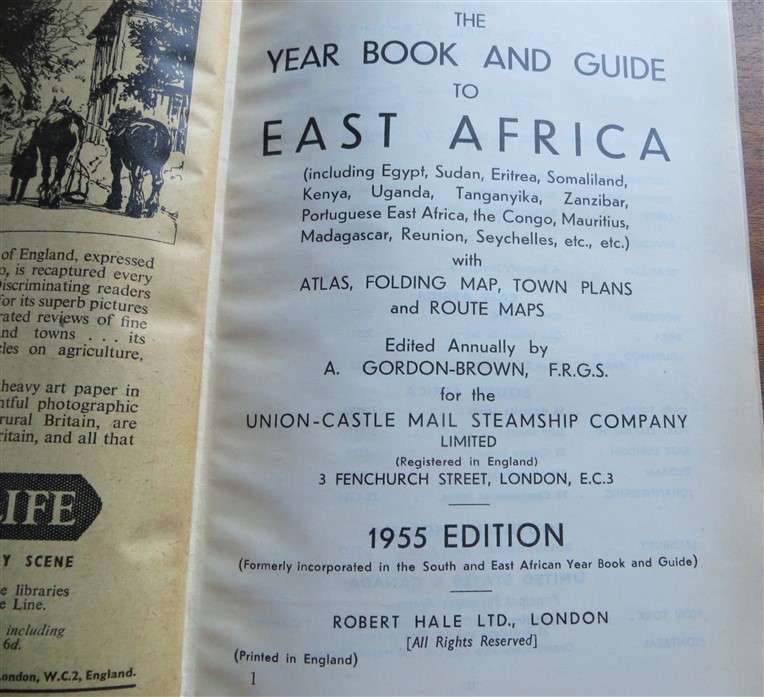 of England, expressed
is recaptured every
Discriminating readers
for its superb pictures
rated reviews of fine
and towns . . . its
cles on agriculture,
heavy art paper in
ntful photographic
rural Britain, are
ritain, and all that
LIFE
Y SCENE
e libraries
e Line.
including
6d.
London, W.C.2, England.
THE
YEAR BOOK AND GUIDE
TO
EAST AFRICA
(including Egypt, Sudan, Eritrea, Somaliland,
Kenya, Uganda, Tanganyika, Zanzibar,
Portuguese East Africa, the Congo, Mauritius,
Madagascar, Reunion, Seychelles, etc., etc.)
with
ATLAS, FOLDING MAP, TOWN PLANS
and ROUTE MAPS
Edited Annually by
A. GORDON-BROWN, F.R.G.S.
for the
UNION-CASTLE MAIL STEAMSHIP COMPANY
LIMITED
(Registered in England)
3 FENCHURCH STREET, LONDON, E.C.3
1955 EDITION
(Formerly incorporated in the South and East African Year Book and Guide)
ROBERT HALE LTD., LONDON
[All Rights Reserved]
(Printed in England)
1